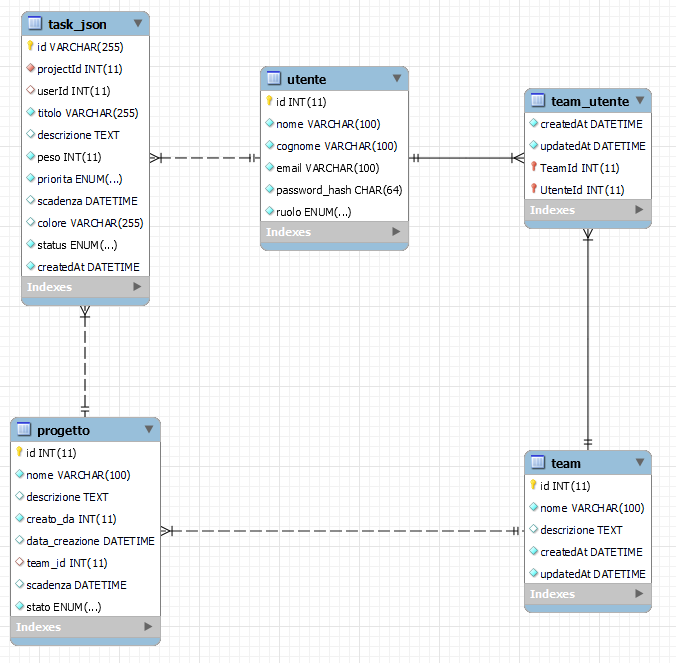 task_json
id VARCHAR(255)
projectId INT(11)
userId INT(11)
titolo VARCHAR(255)
descrizione TEXT
peso INT(11)
priorita ENUM(...)
scadenza DATETIME
colore VARCHAR(255)
status ENUM(...)
createdAt DATETIME
Indexes
utente
id INT(11)
nome VARCHAR(100)
cognome VARCHAR(100)
email VARCHAR(100)
password_hash CHAR(64)
ruolo ENUM(...)
Indexes
team_utente
createdAt DATETIME
updatedAt DATETIME
TeamId INT(11)
UtenteId INT(11)
Indexes
progetto
id INT(11)
nome VARCHAR(100)
descrizione TEXT
creato_da INT(11)
data_creazione DATETIME
team_id INT(11)
scadenza DATETIME
stato ENUM(...)
Indexes
team
id INT(11)
nome VARCHAR(100)
descrizione TEXT
createdAt DATETIME
updatedAt DATETIME
Indexes